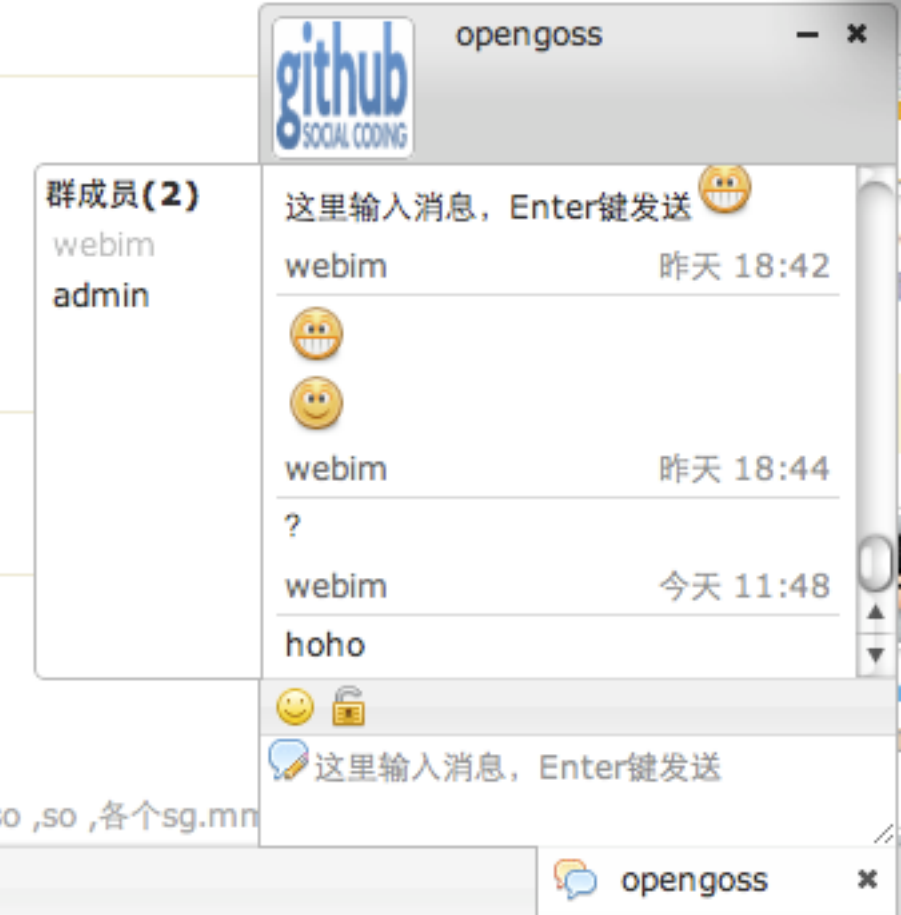 opengoss
github
SOCIAL CODING
群成员(2)
webim
admin
这里输入消息，Enter键发送
webim 昨天 18:42
webim 昨天 18:44
?
webim 今天 11:48
hoho
这里输入消息，Enter键发送
so ,so ,各个sg.mm
opengoss